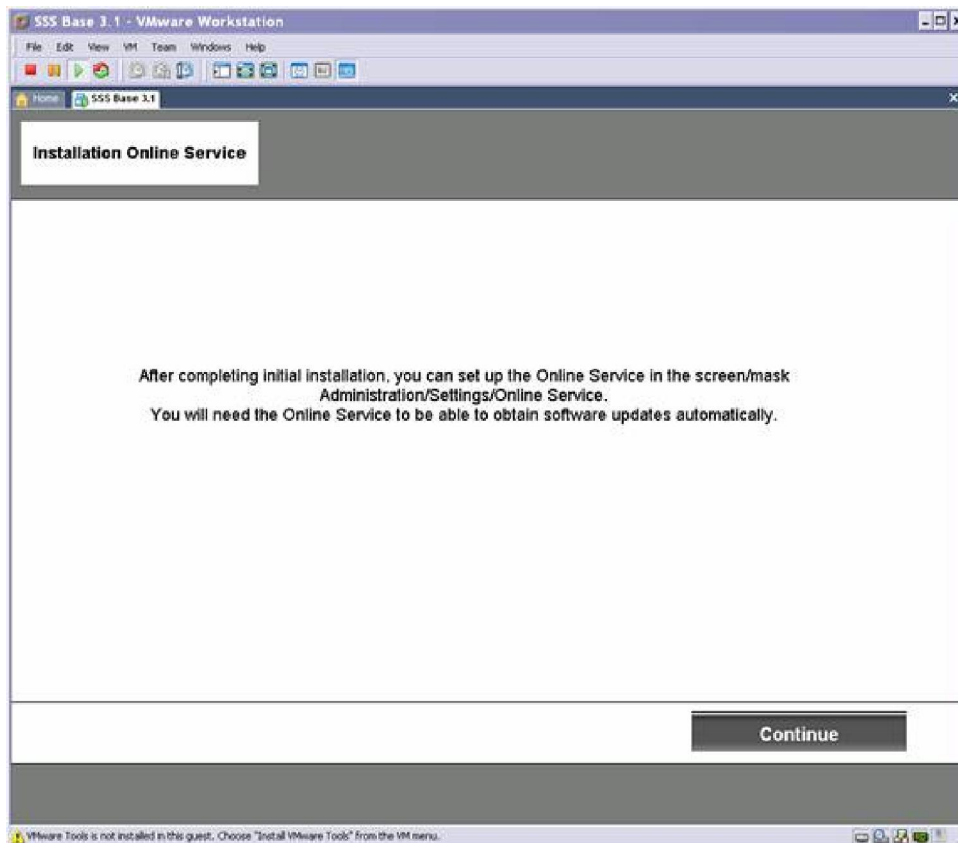 SSS Base 3.1 - VMware Workstation
File Edit View VM Team Windows Help
Home SSS Base 3.1
Installation Online Service
After completing initial installation, you can set up the Online Service in the screen/mask
Administration/Settings/Online Service.
You will need the Online Service to be able to obtain software updates automatically.
Continue
VMware Tools is not installed in this guest. Choose "Install VMware Tools" from the VM menu.